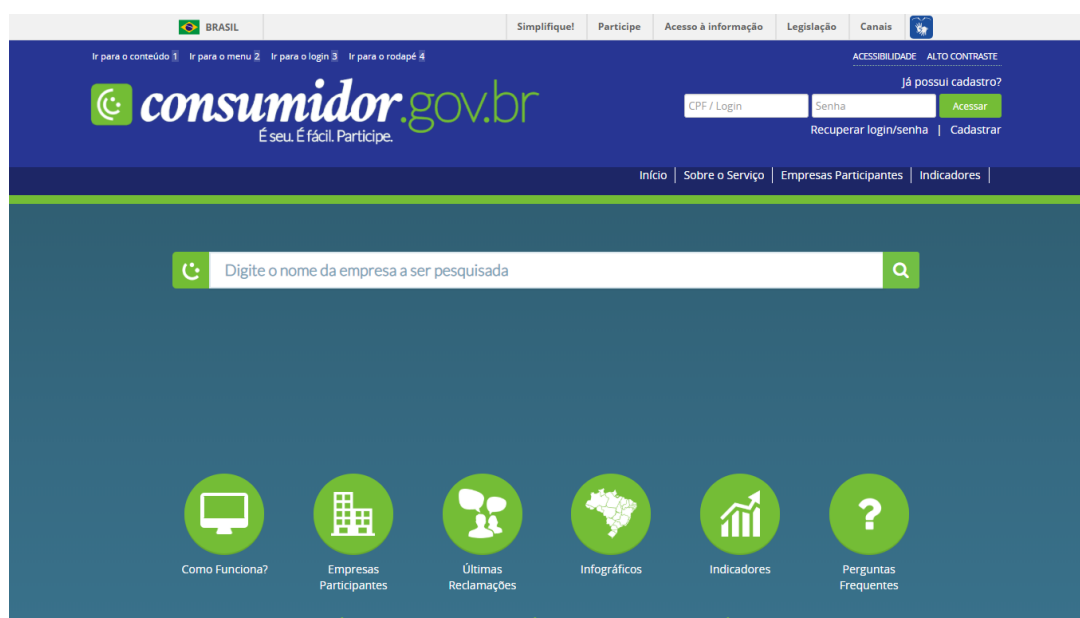 BRASIL Simplifique! Participe Acesso à informação Legislação Canais
Ir para o conteúdo 1 Ir para o menu 2 Ir para o login 3 Ir para o rodapé 4 ACESSIBILIDADE ALTO CONTRASTE
Já possui cadastro?
consumidor.gov.br
CPF / Login Senha Acessar
É seu. É fácil. Participe.
Recuperar login/senha | Cadastrar
Início | Sobre o Serviço | Empresas Participantes | Indicadores |
Digite o nome da empresa a ser pesquisada
?
Como Funciona? Empresas Participantes Últimas Reclamações Infográficos Indicadores Perguntas Frequentes